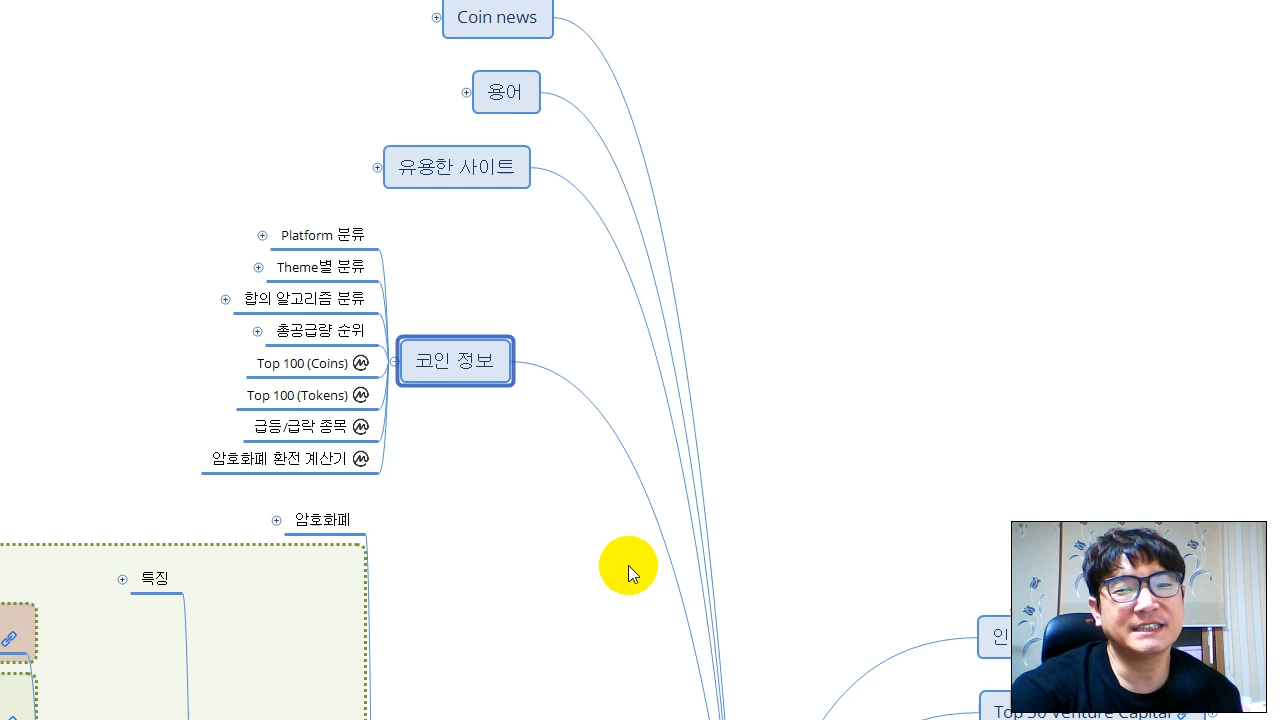 Coin news
용어
유용한 사이트
Platform 분류
Theme별 분류
합의 알고리즘 분류
총공급량 순위
Top 100 (Coins)
Top 100 (Tokens)
급등/급락 종목
암호화폐 환전 계산기
코인 정보
암호화폐
특징
인
Top 30 Venture Capital